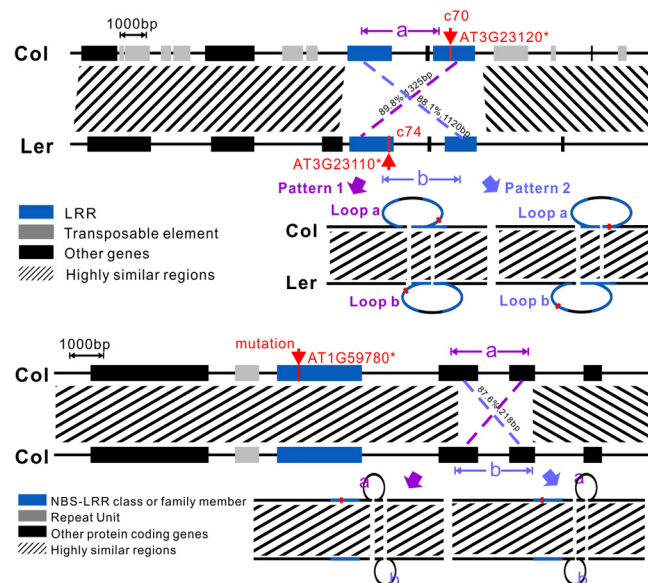 c70
1000bp
a
AT3G23120*
Col
89.8%,1325bp
88.1%,1120bp
c74
Ler
AT3G23110*
b
Pattern 1
Pattern 2
LRR
Transposable element
Other genes
Highly similar regions
Loop a
Loop a
Col
Ler
Loop b
Loop b
1000bp
mutation
AT1G59780*
a
Col
87.6%,218bp
Col
b
NBS-LRR class or family member
Repeat Unit
Other protein coding genes
Highly similar regions
a
a
b
b